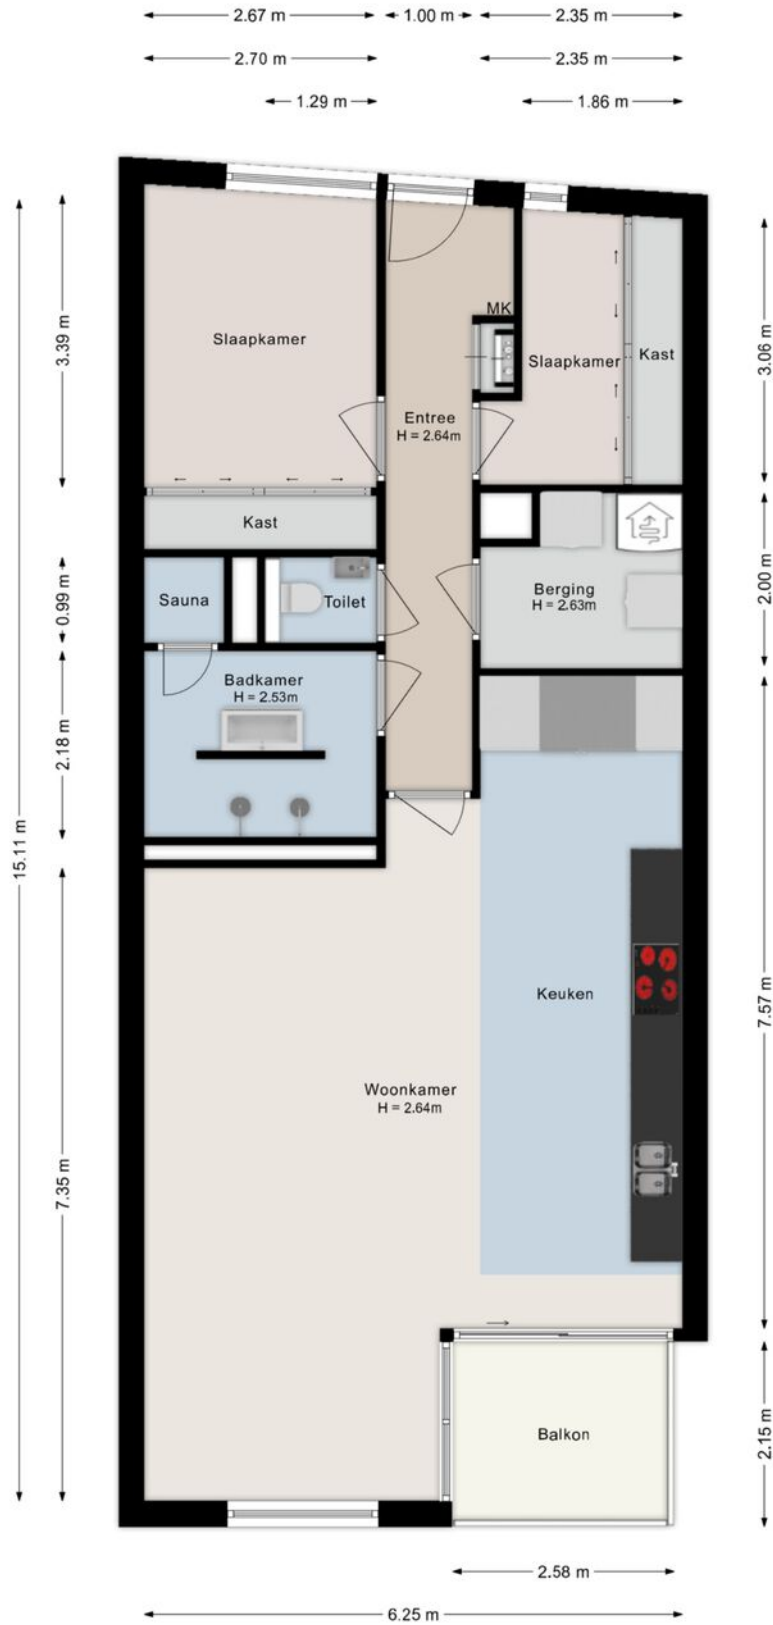 2.67 m
1.00 m
2.35 m
2.70 m
2.35 m
1.29 m
1.86 m
15.11 m
3.39 m
0.99 m
2.18 m
7.35 m
3.06 m
2.00 m
7.57 m
2.15 m
MK
Slaapkamer
Slaapkamer
Kast
Entree
H = 2.64m
Kast
Berging
H = 2.63m
Sauna
Toilet
Badkamer
H = 2.53m
Keuken
Woonkamer
H = 2.64m
Balkon
2.58 m
6.25 m